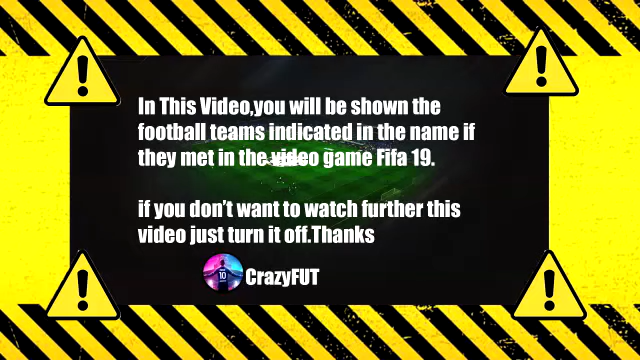 In This Video,you will be shown the
football teams indicated in the name if
they met in the video game Fifa 19.
if you don't want to watch further this
video just turn it off.Thanks
10
CrazyFUT